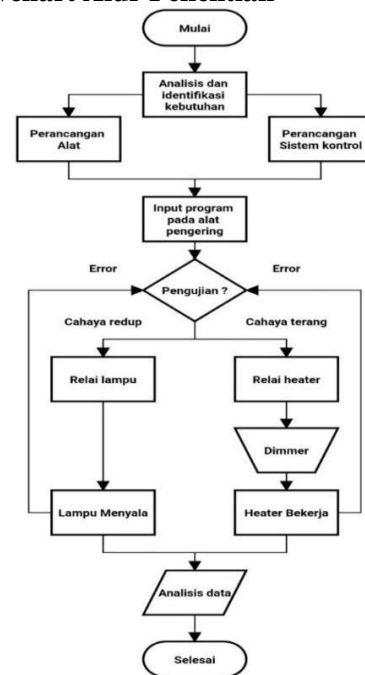 Mulai
Analisis dan
identifikasi
kebutuhan
Perancangan
Alat
Perancangan
Sistem kontrol
Input program
pada alat
pengering
Error
Error
Pengujian ?
Cahaya redup
Cahaya terang
Relai lampu
Relai heater
Dimmer
Lampu Menyala
Heater Bekerja
Analisis data
Selesai